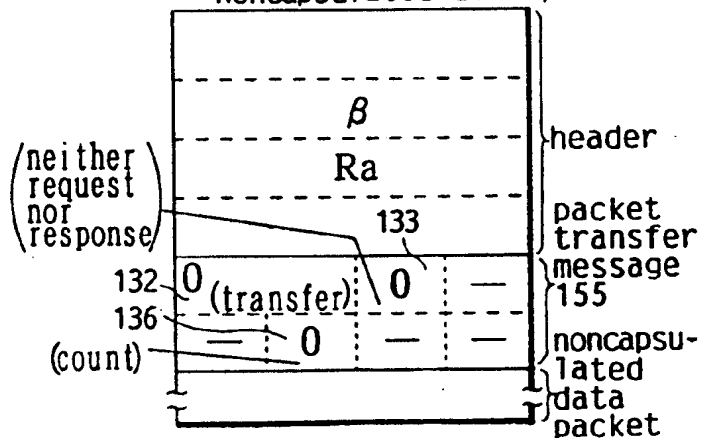 β
Ra
header
(neither
request
nor
response)
133
packet
transfer
message
155
132
0
(transfer)
0
—
136
(count)
—
0
—
—
noncapsu-
lated
data
packet